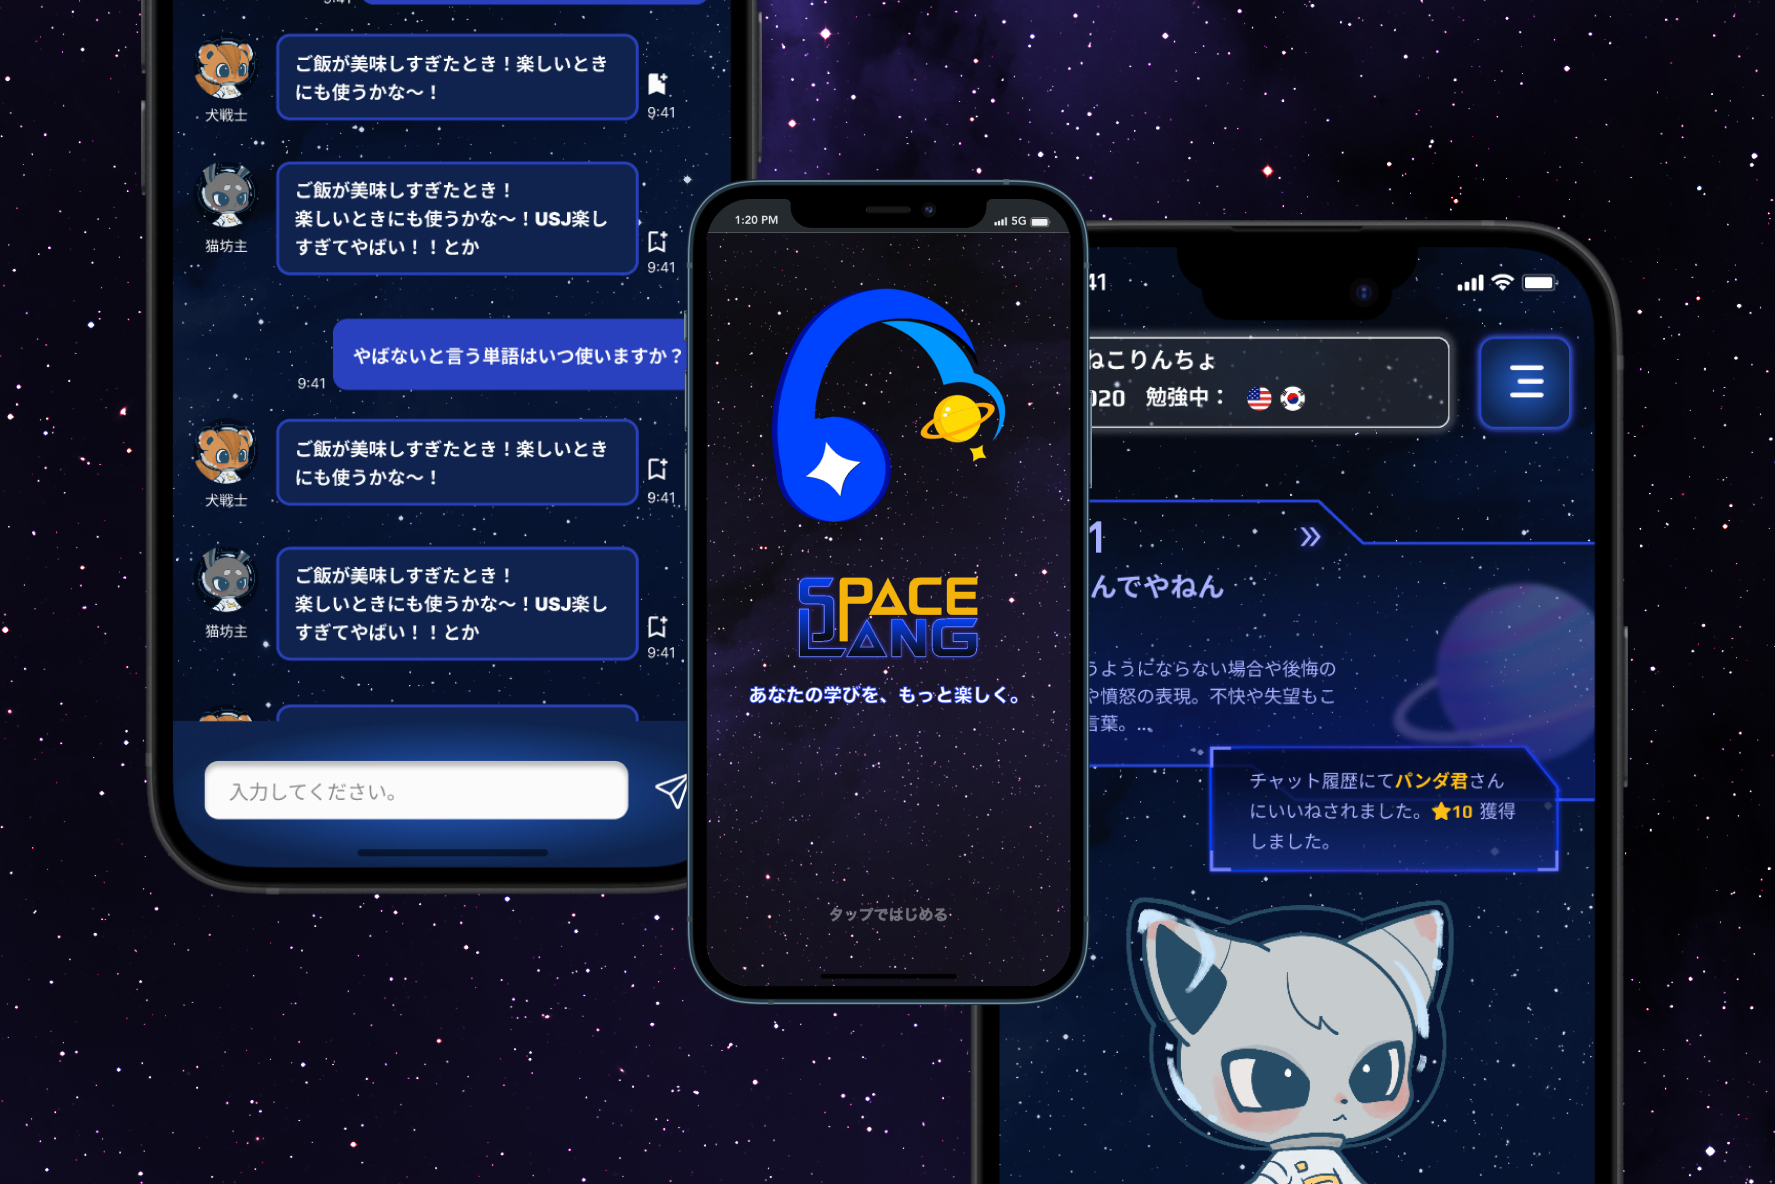 ご飯が美味しすぎたとき！楽しいとき
にも使うかな〜！
犬戦士
9:41
ご飯が美味しすぎたとき！
楽しいときにも使うかな〜！USJ楽し
すぎてやばい！！とか
猫坊主
9:41
やばないと言う単語はいつ使いますか？
9:41
ご飯が美味しすぎたとき！楽しいとき
にも使うかな〜！
犬戦士
9:41
ご飯が美味しすぎたとき！
楽しいときにも使うかな〜！USJ楽し
すぎてやばい！！とか
猫坊主
9:41
入力してください。
1:20 PM
5G
SPACE
LANG
あなたの学びを、もっと楽しく。
タップではじめる
41
ねこりんちょ
020 勉強中：
1
んでやねん
うようにならない場合や後悔の
や憤怒の表現。不快や失望もこ
言葉。...
チャット履歴にてパンダ君さん
にいいねされました。★10 獲得
しました。